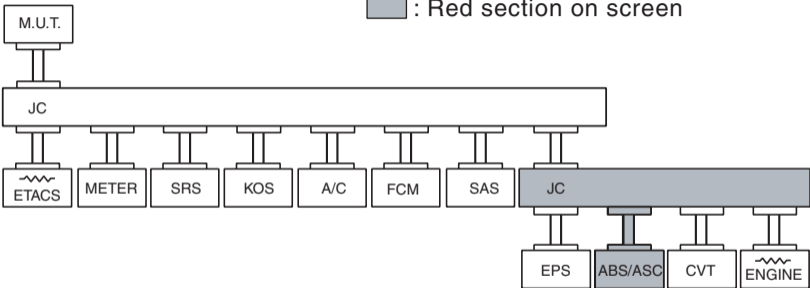 : Red section on screen
M.U.T.
JC
ETACS
METER
SRS
KOS
A/C
FCM
SAS
JC
EPS
ABS/ASC
CVT
ENGINE